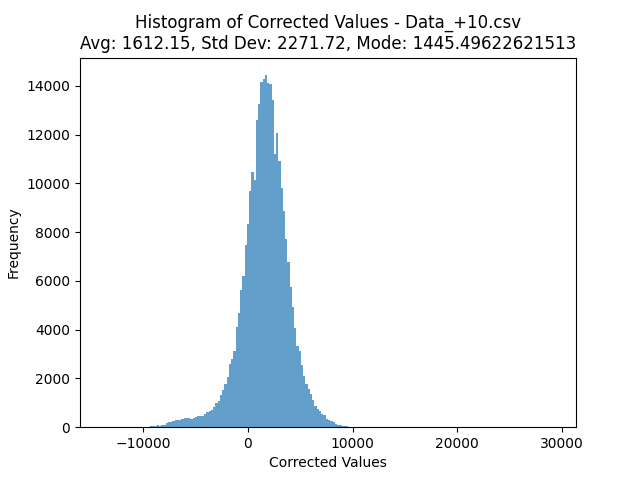 Histogram of Corrected Values - Data_+10.csv
Avg: 1612.15, Std Dev: 2271.72, Mode: 1445.49622621513
14000
12000
10000
8000
6000
4000
2000
0
Frequency
−10000 0 10000 20000 30000
Corrected Values